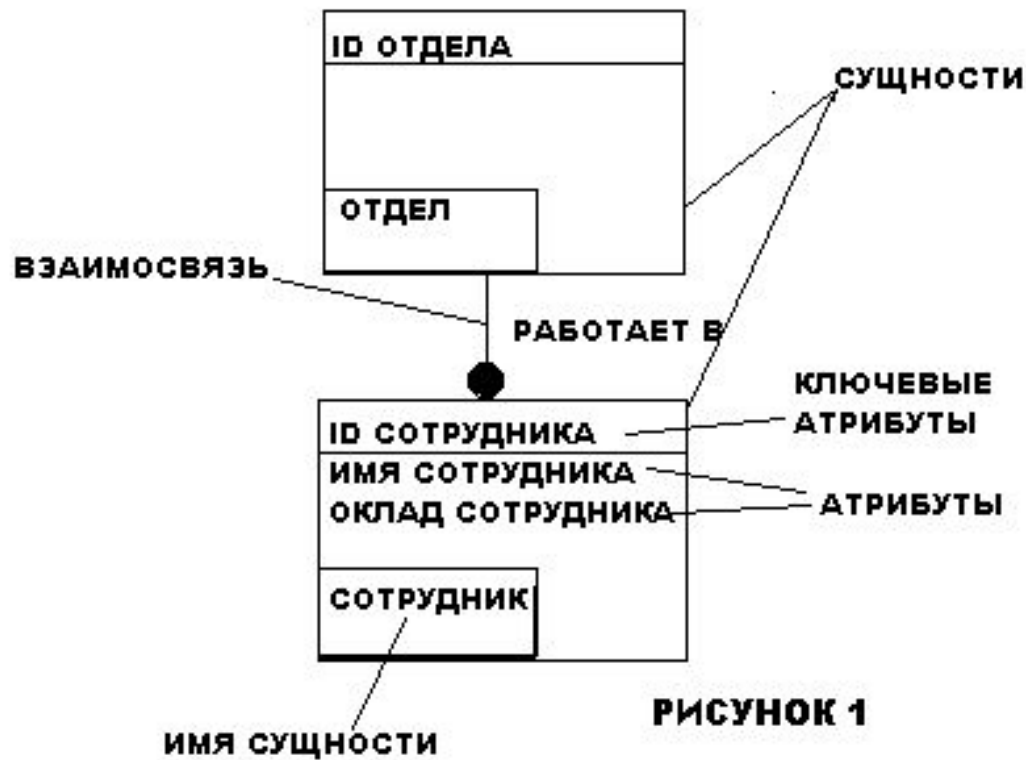 ID ОТДЕЛА
СУЩНОСТИ
ОТДЕЛ
ВЗАИМОСВЯЗЬ
РАБОТАЕТ В
КЛЮЧЕВЫЕ
АТРИБУТЫ
ID СОТРУДНИКА
ИМЯ СОТРУДНИКА
ОКЛАД СОТРУДНИКА
АТРИБУТЫ
СОТРУДНИК
РИСУНОК 1
ИМЯ СУЩНОСТИ